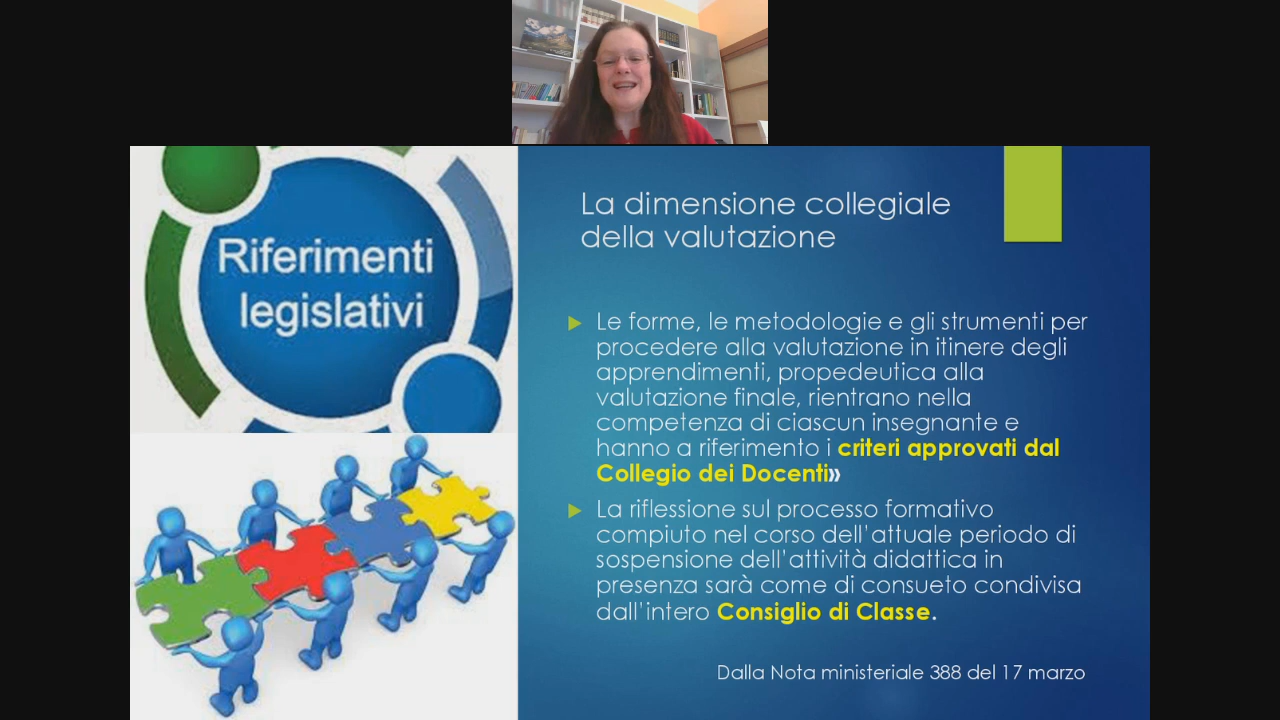 Riferimenti
legislativi
La dimensione collegiale
della valutazione
Le forme, le metodologie e gli strumenti per
procedere alla valutazione in itinere degli
apprendimenti, propedeutica alla
valutazione finale, rientrano nella
competenza di ciascun insegnante e
hanno a riferimento i criteri approvati dal
Collegio dei Docenti»
La riflessione sul processo formativo
compiuto nel corso dell'attuale periodo di
sospensione dell'attività didattica in
presenza sarà come di consueto condivisa
dall'intero Consiglio di Classe.
Dalla Nota ministeriale 388 del 17 marzo